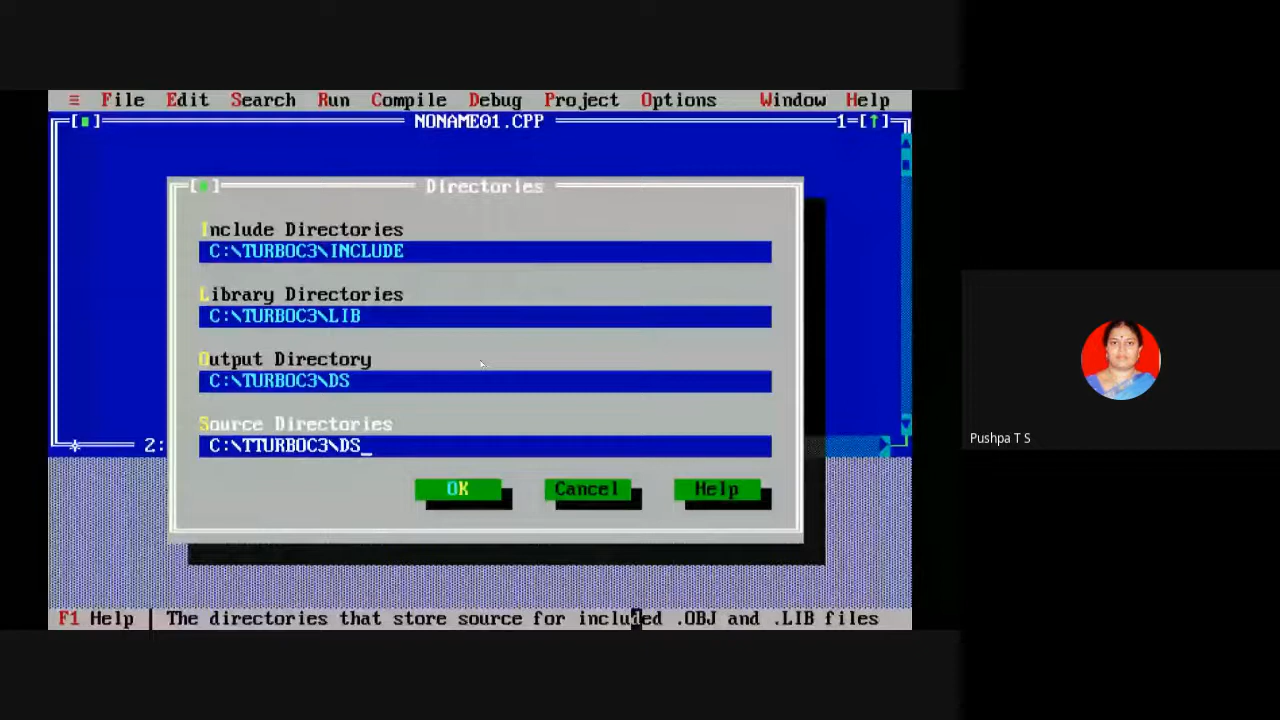 ≡ File Edit Search Run Compile Debug Project Options Window Help
[■] NONAME01.CPP 1=[↑]
[■] Directories
Include Directories
C:\TURBOC3\INCLUDE
Library Directories
C:\TURBOC3\LIB
Output Directory
C:\TURBOC3\DS
Source Directories
2: C:\TTURBOC3\DS_
OK Cancel Help
F1 Help | The directories that store source for included .OBJ and .LIB files
Pushpa T S